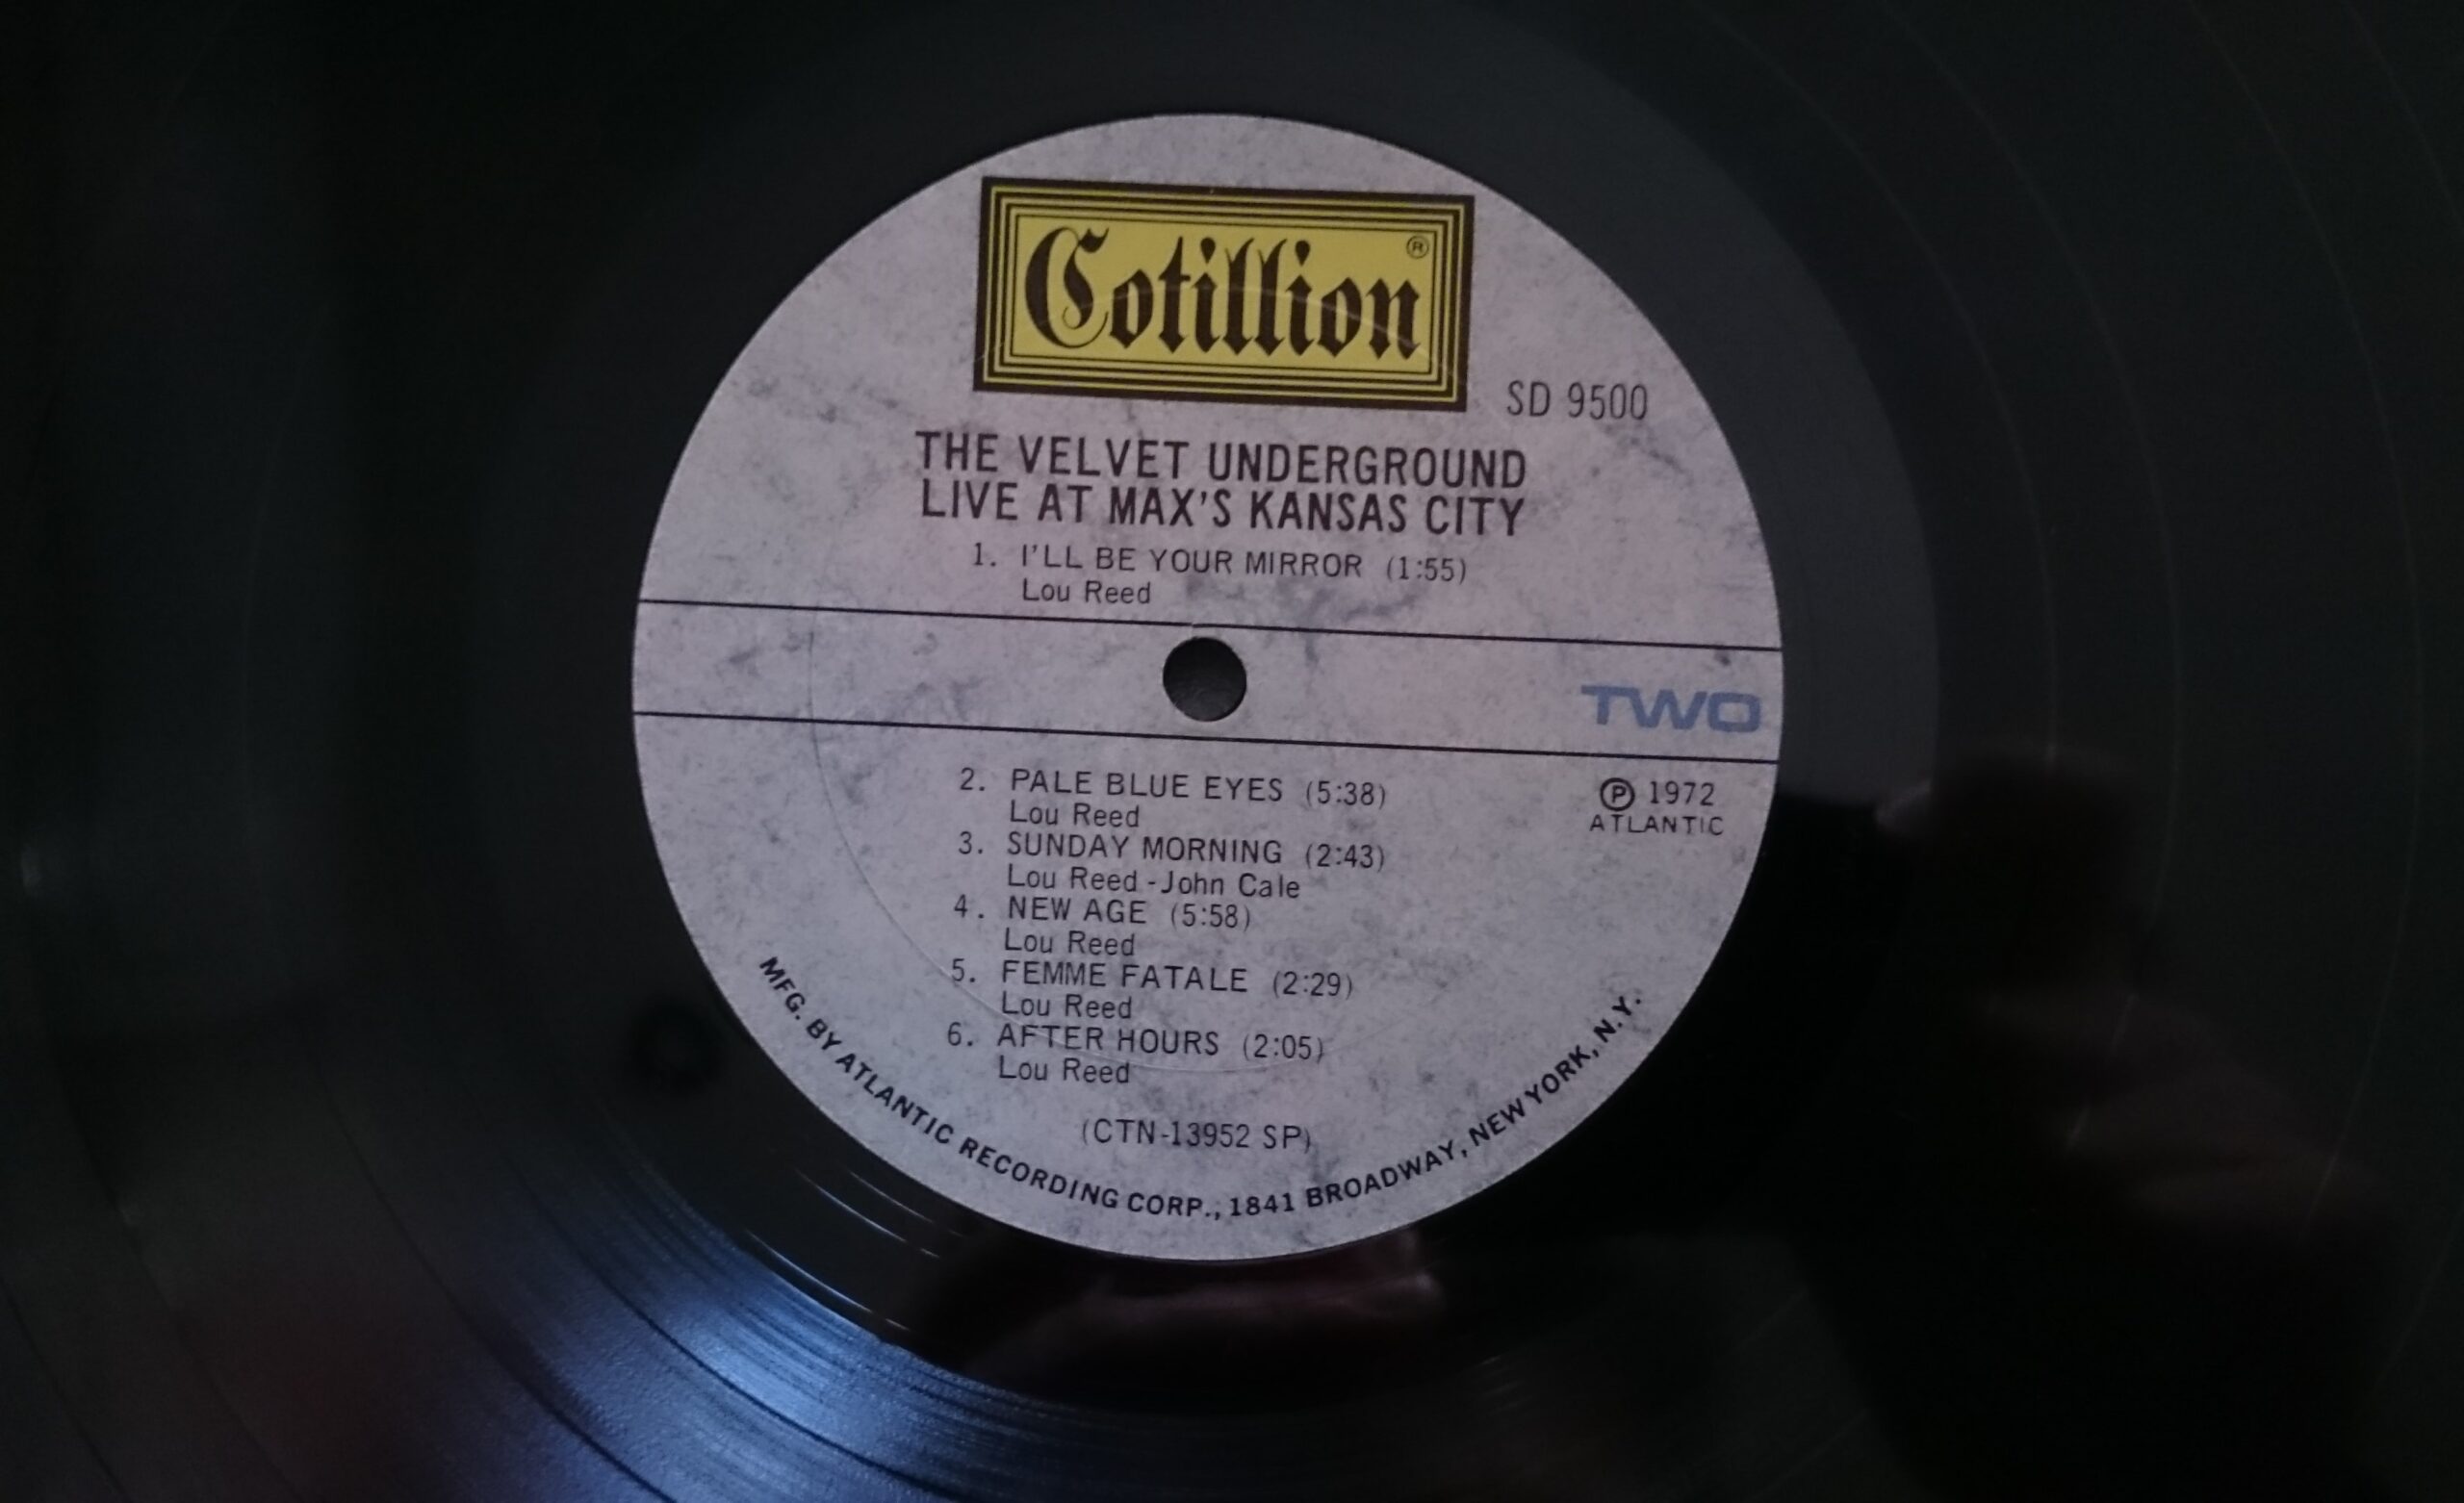 Cotillion®
SD 9500
THE VELVET UNDERGROUND
LIVE AT MAX'S KANSAS CITY
1. I'LL BE YOUR MIRROR (1:55)
Lou Reed
TWO
2. PALE BLUE EYES (5:38)
Lou Reed
3. SUNDAY MORNING (2:43)
Lou Reed - John Cale
4. NEW AGE (5:58)
Lou Reed
5. FEMME FATALE (2:29)
Lou Reed
6. AFTER HOURS (2:05)
Lou Reed
℗ 1972
ATLANTIC
(CTN-13952 SP)
MFG. BY ATLANTIC RECORDING CORP., 1841 BROADWAY, NEW YORK, N.Y.